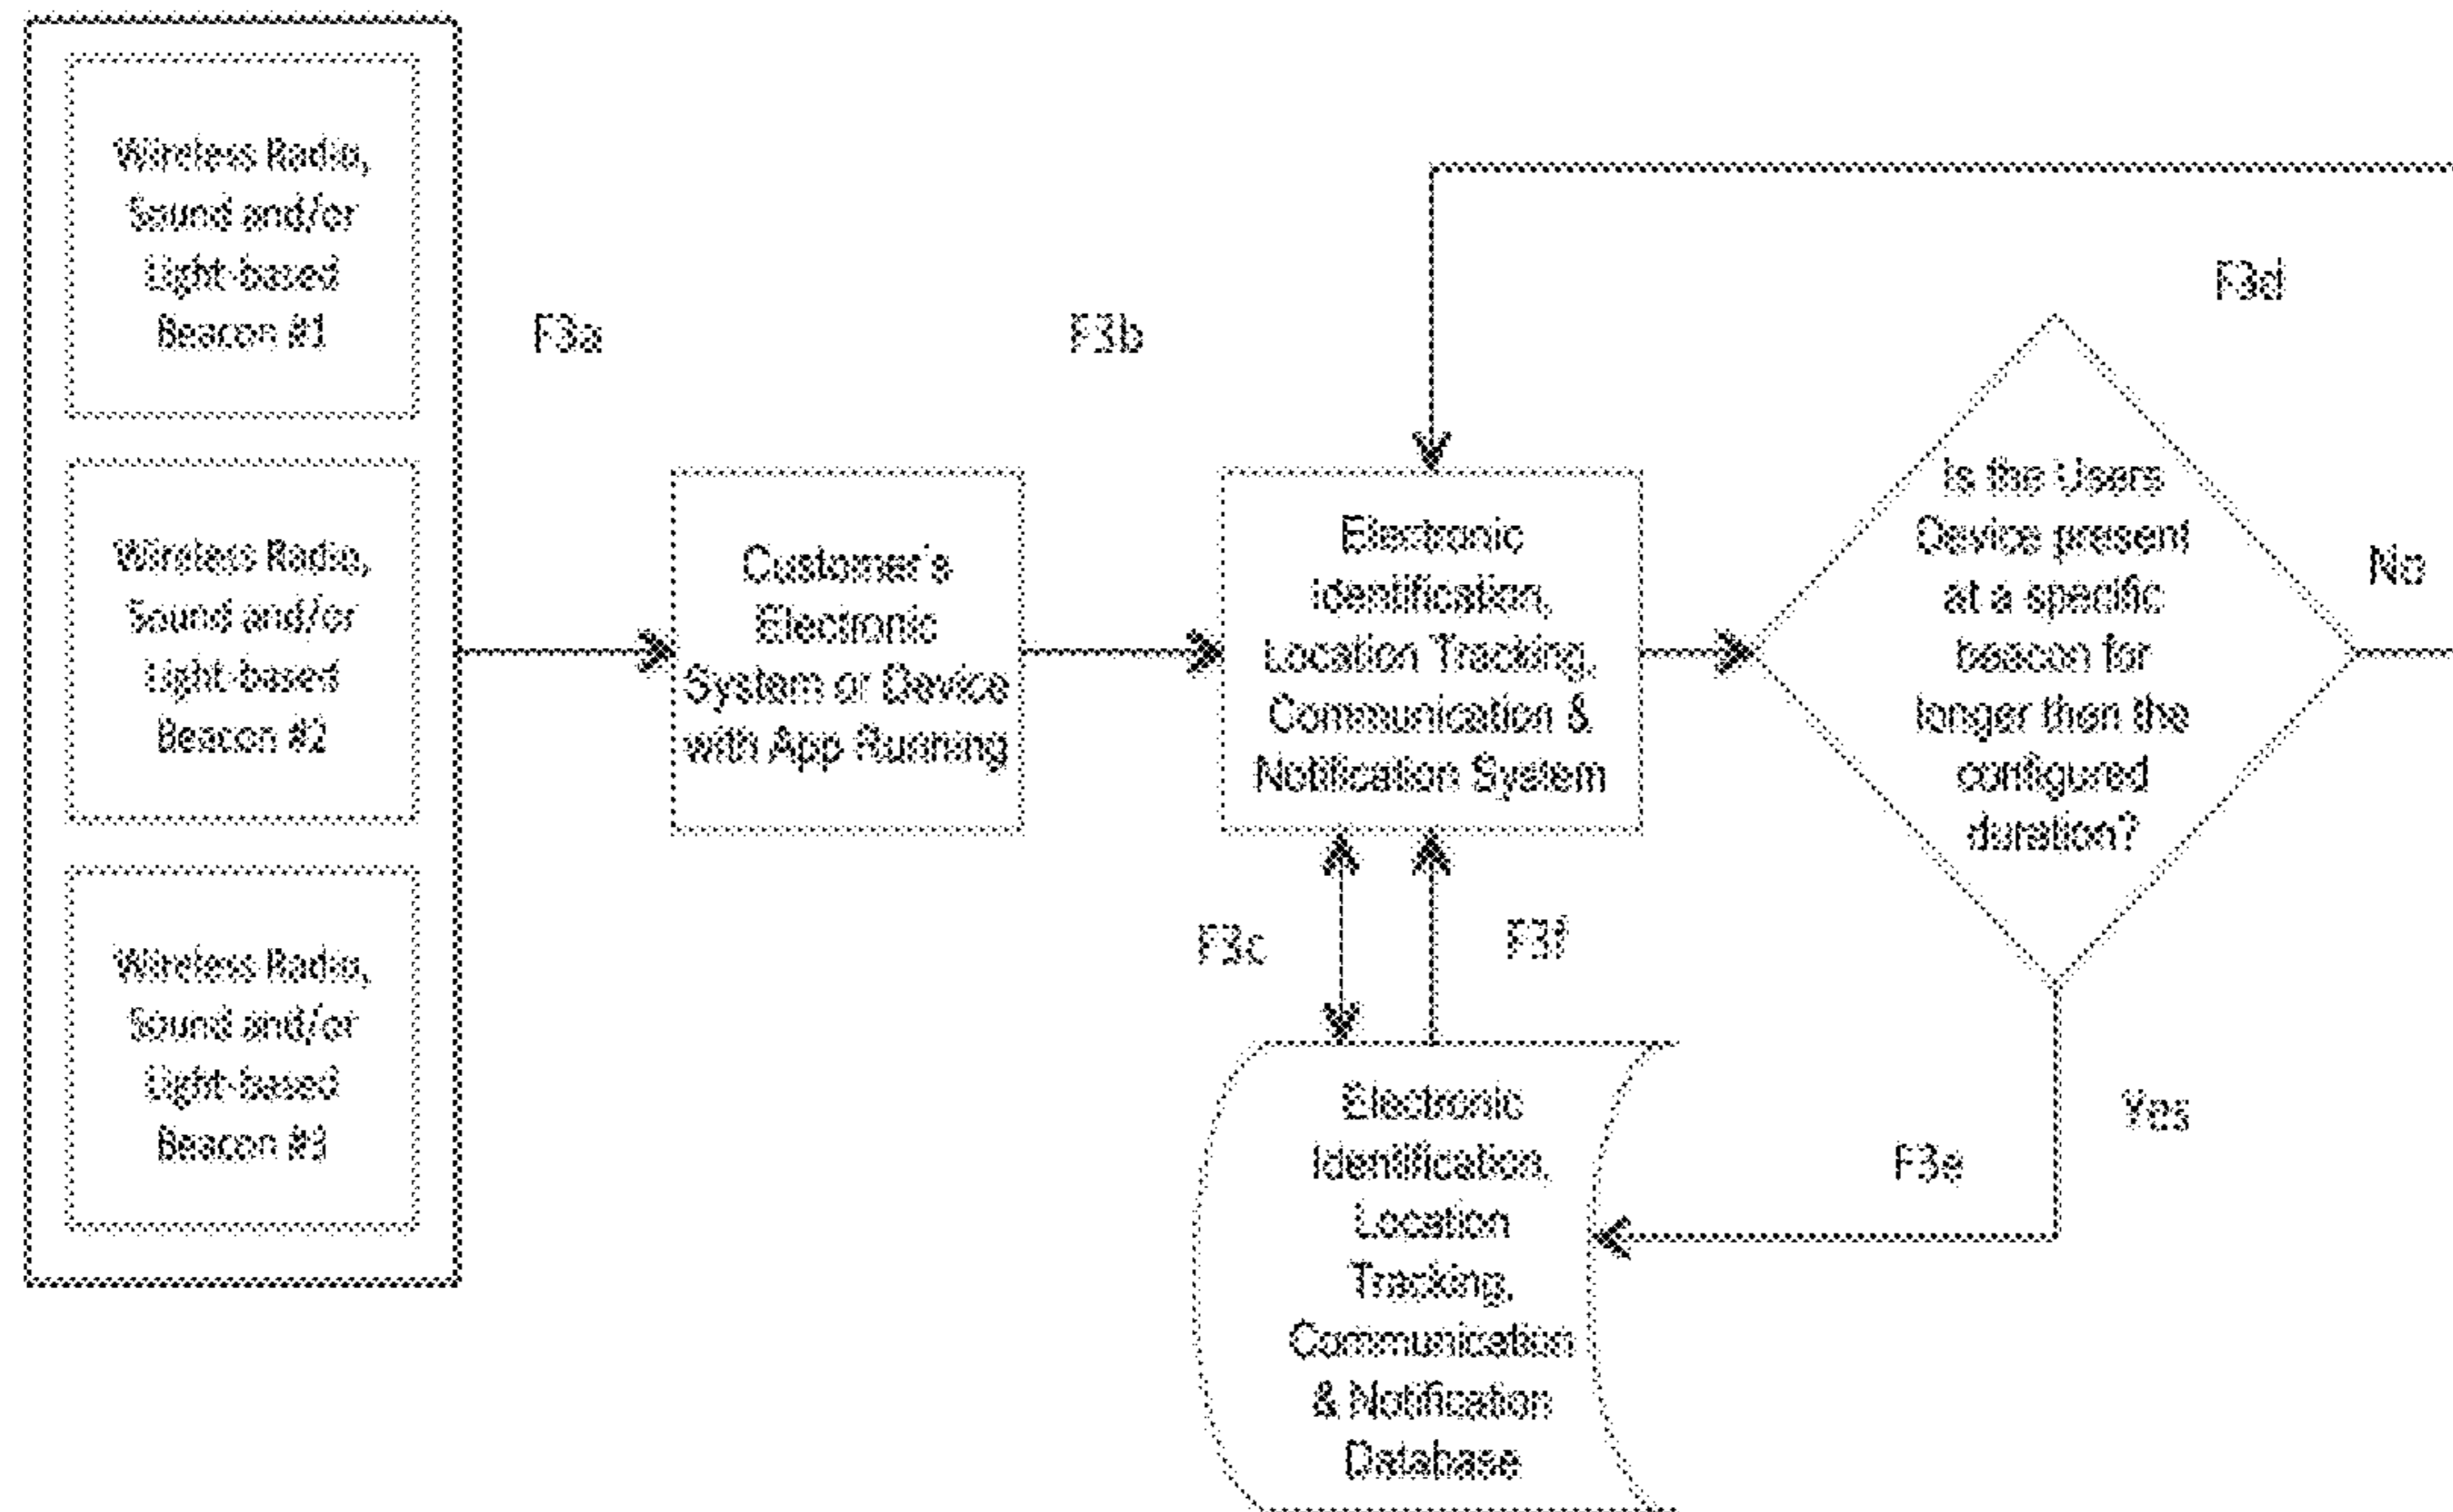 Wireless Radio,
Sound and/or
Light-based
Beacon #1
Wireless Radio,
Sound and/or
Light-based
Beacon #2
Wireless Radio,
Sound and/or
Light-based
Beacon #3
F3a
Customer's
Electronic
System or Device
with App Running
F3b
Electronic
Identification,
Location Tracking,
Communication &
Notification System
F3c
F3f
Electronic
Identification,
Location
Tracking,
Communication
& Notification
Database
Is the Users
Device present
at a specific
beacon for
longer then the
configured
duration?
F3d
No
Yes
F3e